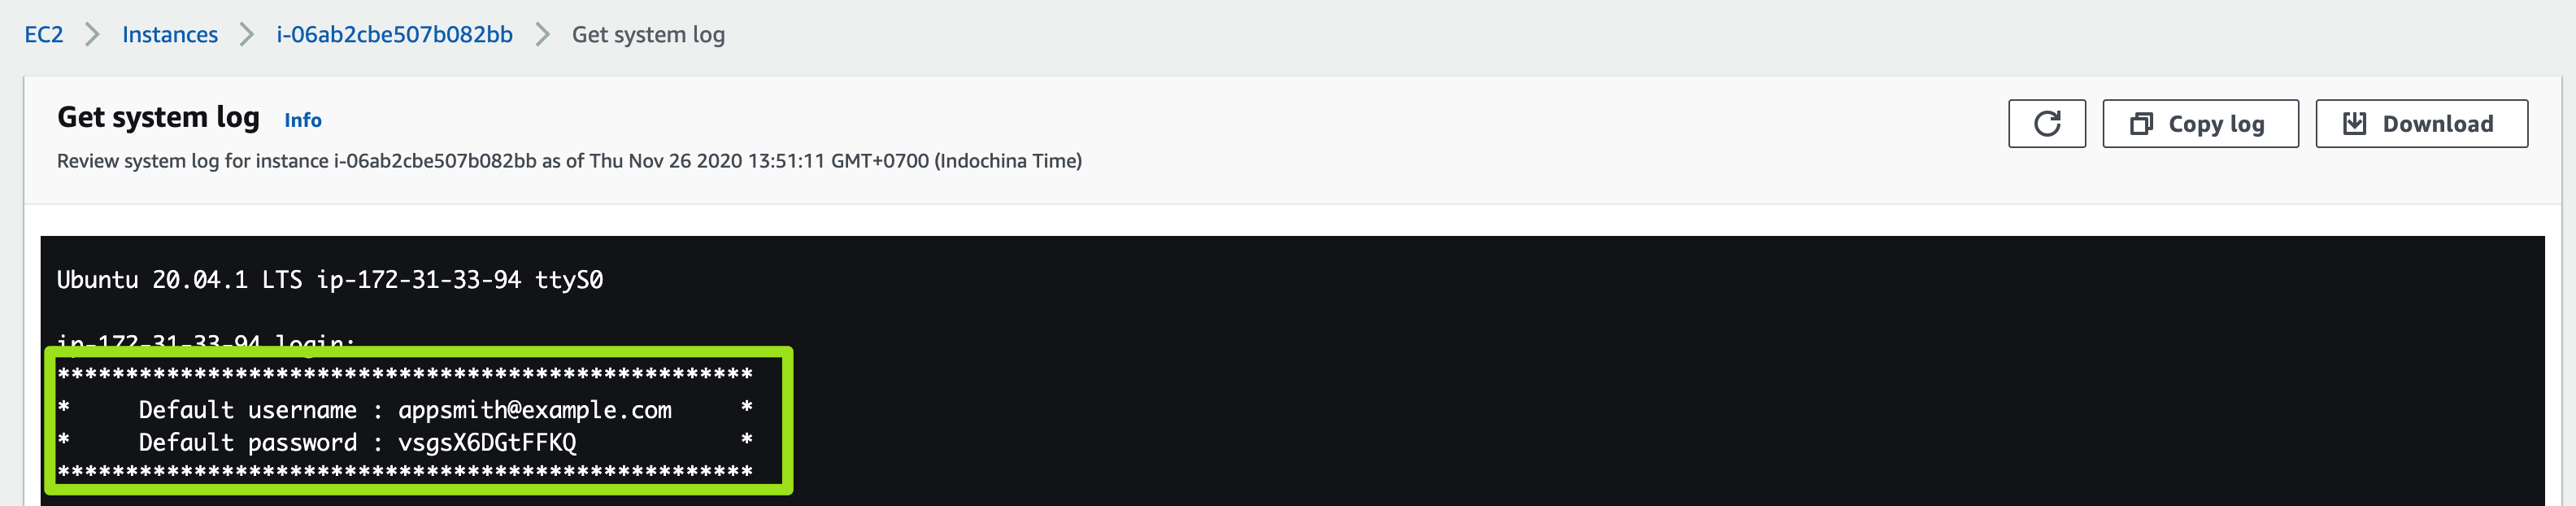 EC2 > Instances > i-06ab2cbe507b082bb > Get system log
Get system log Info
Copy log
Download
Review system log for instance i-06ab2cbe507b082bb as of Thu Nov 26 2020 13:51:11 GMT+0700 (Indochina Time)
Ubuntu 20.04.1 LTS ip-172-31-33-94 ttyS0
ip-172-31-33-94 login:
***************************************************
*     Default username : appsmith@example.com     *
*     Default password : vsgsX6DGtFFKQ            *
***************************************************